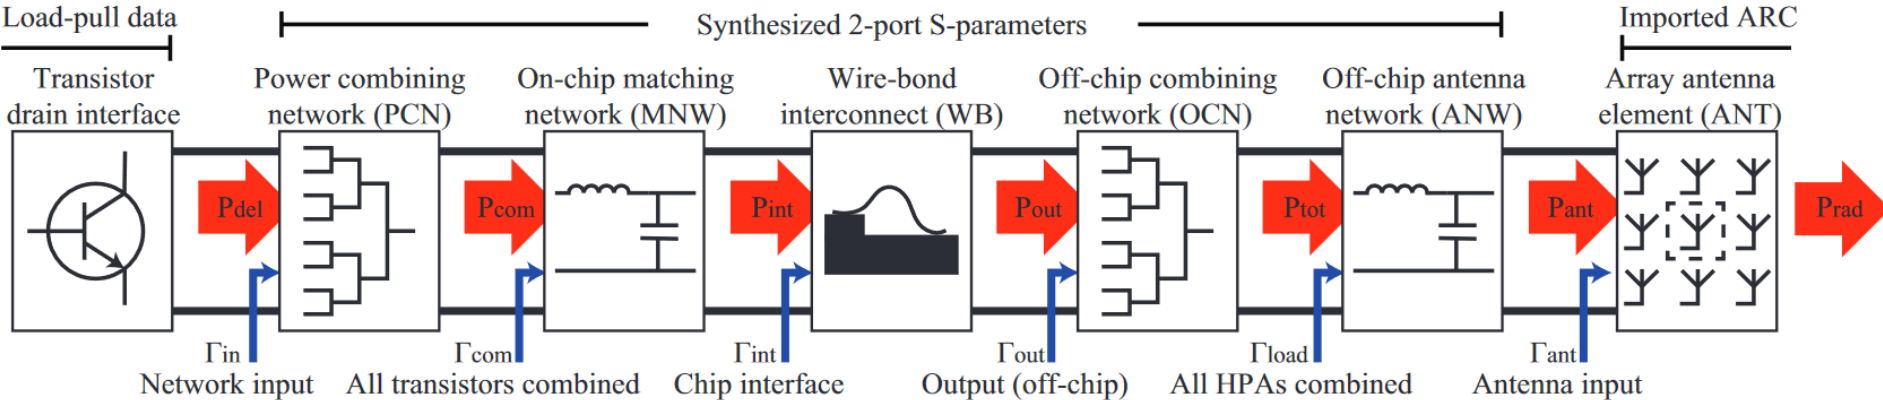 Load-pull data
Synthesized 2-port S-parameters
Imported ARC
Transistor
drain interface
Power combining
network (PCN)
On-chip matching
network (MNW)
Wire-bond
interconnect (WB)
Off-chip combining
network (OCN)
Off-chip antenna
network (ANW)
Array antenna
element (ANT)
Pdel
Pcom
Pint
Pout
Ptot
Pant
Prad
Γin
Γcom
Γint
Γout
Γload
Γant
Network input
All transistors combined
Chip interface
Output (off-chip)
All HPAs combined
Antenna input